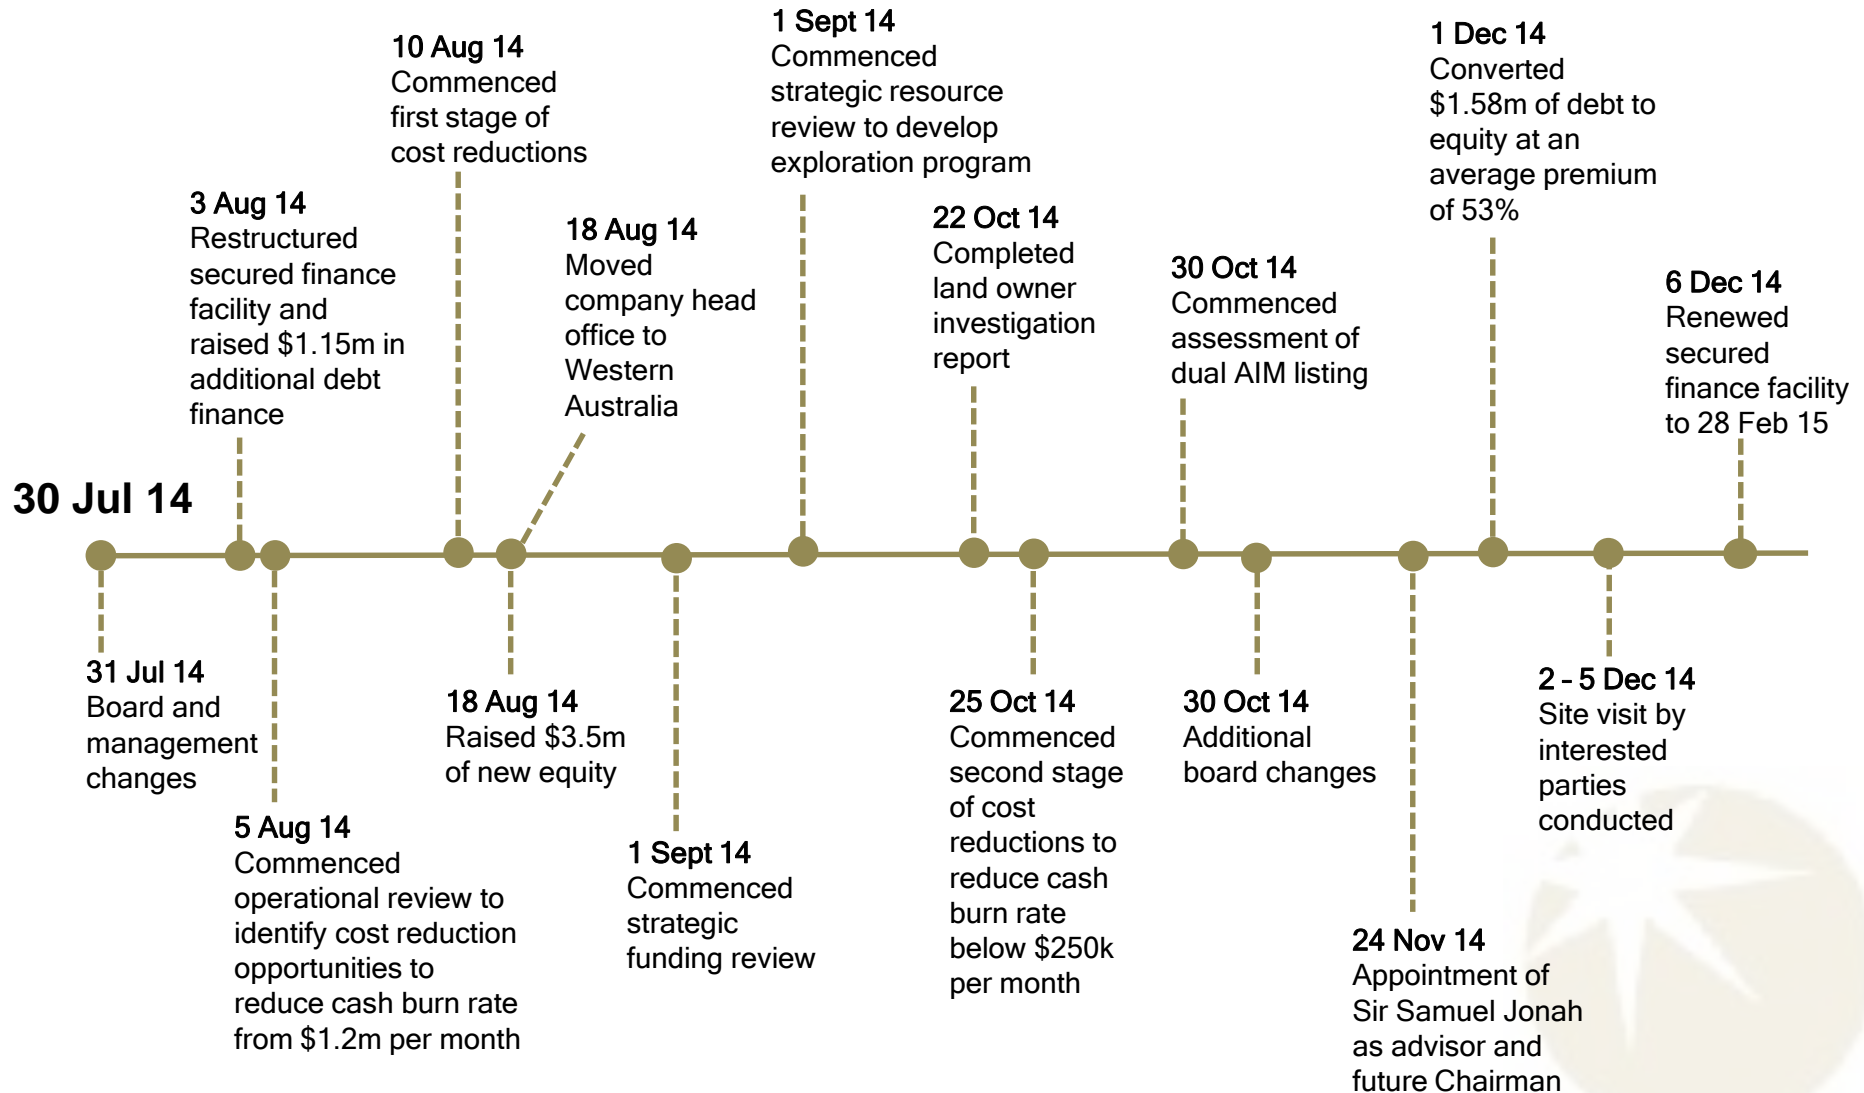 1 Sept 14
Commenced
strategic resource
review to develop
exploration program
1 Dec 14
Converted
$1.58m of debt to
equity at an
average premium
of 53%
10 Aug 14
Commenced
first stage of
cost reductions
3 Aug 14
Restructured
secured finance
facility and
raised $1.15m in
additional debt
finance
18 Aug 14
Moved
company head
office to
Western
Australia
22 Oct 14
Completed
land owner
investigation
report
30 Oct 14
Commenced
assessment of
dual AIM listing
6 Dec 14
Renewed
secured
finance facility
to 28 Feb 15
30 Jul 14
31 Jul 14
Board and
management
changes
5 Aug 14
Commenced
operational review to
identify cost reduction
opportunities to
reduce cash burn rate
from $1.2m per month
18 Aug 14
Raised $3.5m
of new equity
1 Sept 14
Commenced
strategic
funding review
25 Oct 14
Commenced
second stage
of cost
reductions to
reduce cash
burn rate
below $250k
per month
30 Oct 14
Additional
board changes
24 Nov 14
Appointment of
Sir Samuel Jonah
as advisor and
future Chairman
2 – 5 Dec 14
Site visit by
interested
parties
conducted